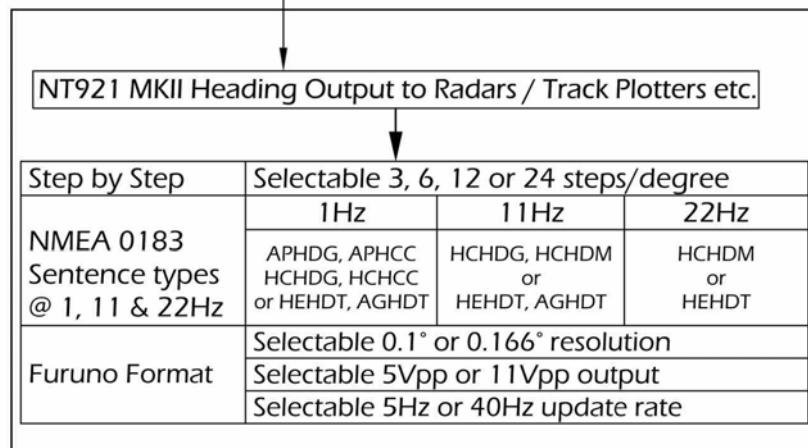 NT921 MKII Heading Output to Radars / Track Plotters etc.
Step by Step
Selectable 3, 6, 12 or 24 steps/degree
NMEA 0183
Sentence types
@ 1, 11 & 22Hz
1Hz
11Hz
22Hz
APHDG, APHCC
HCHDG, HCHCC
or HEHDT, AGHDT
HCHDG, HCHDM
or
HEHDT, AGHDT
HCHDM
or
HEHDT
Furuno Format
Selectable 0.1° or 0.166° resolution
Selectable 5Vpp or 11Vpp output
Selectable 5Hz or 40Hz update rate